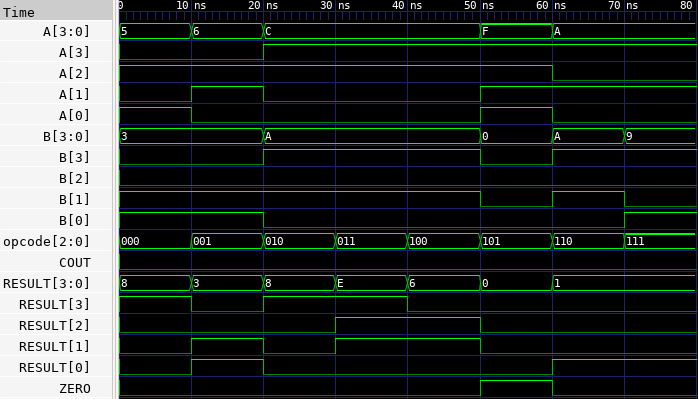 Time 0 10 ns 20 ns 30 ns 40 ns 50 ns 60 ns 70 ns 80
A[3:0] 5 6 C F A
A[3]
A[2]
A[1]
A[0]
B[3:0] 3 A 0 A 9
B[3]
B[2]
B[1]
B[0]
opcode[2:0] 000 001 010 011 100 101 110 111
COUT
RESULT[3:0] 8 3 8 E 6 0 1
RESULT[3]
RESULT[2]
RESULT[1]
RESULT[0]
ZERO